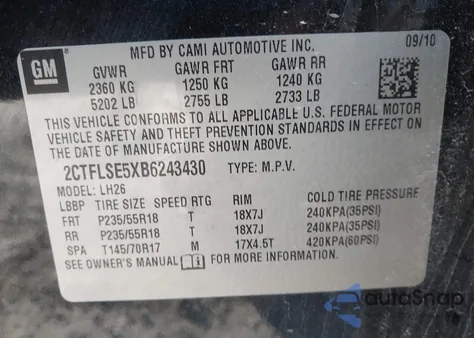 GM
MFD BY CAMI AUTOMOTIVE INC. 09/10
GVWR GAWR FRT GAWR RR
2360 KG 1250 KG 1240 KG
5202 LB 2755 LB 2733 LB
THIS VEHICLE CONFORMS TO ALL APPLICABLE U.S. FEDERAL MOTOR
VEHICLE SAFETY AND THEFT PREVENTION STANDARDS IN EFFECT ON
THE DATE OF MANUFACTURE SHOWN ABOVE.
2CTFLSE5XB6243430 TYPE: M.P.V.
MODEL: LH26
LBBP TIRE SIZE SPEED RTG RIM COLD TIRE PRESSURE
FRT P235/55R18 T 18X7J 240KPA(35PSI)
RR P235/55R18 T 18X7J 240KPA(35PSI)
SPA T145/70R17 M 17X4.5T 420KPA(60PSI)
SEE OWNER'S MANUAL FOR MORE INFORMATION.
autoSnap